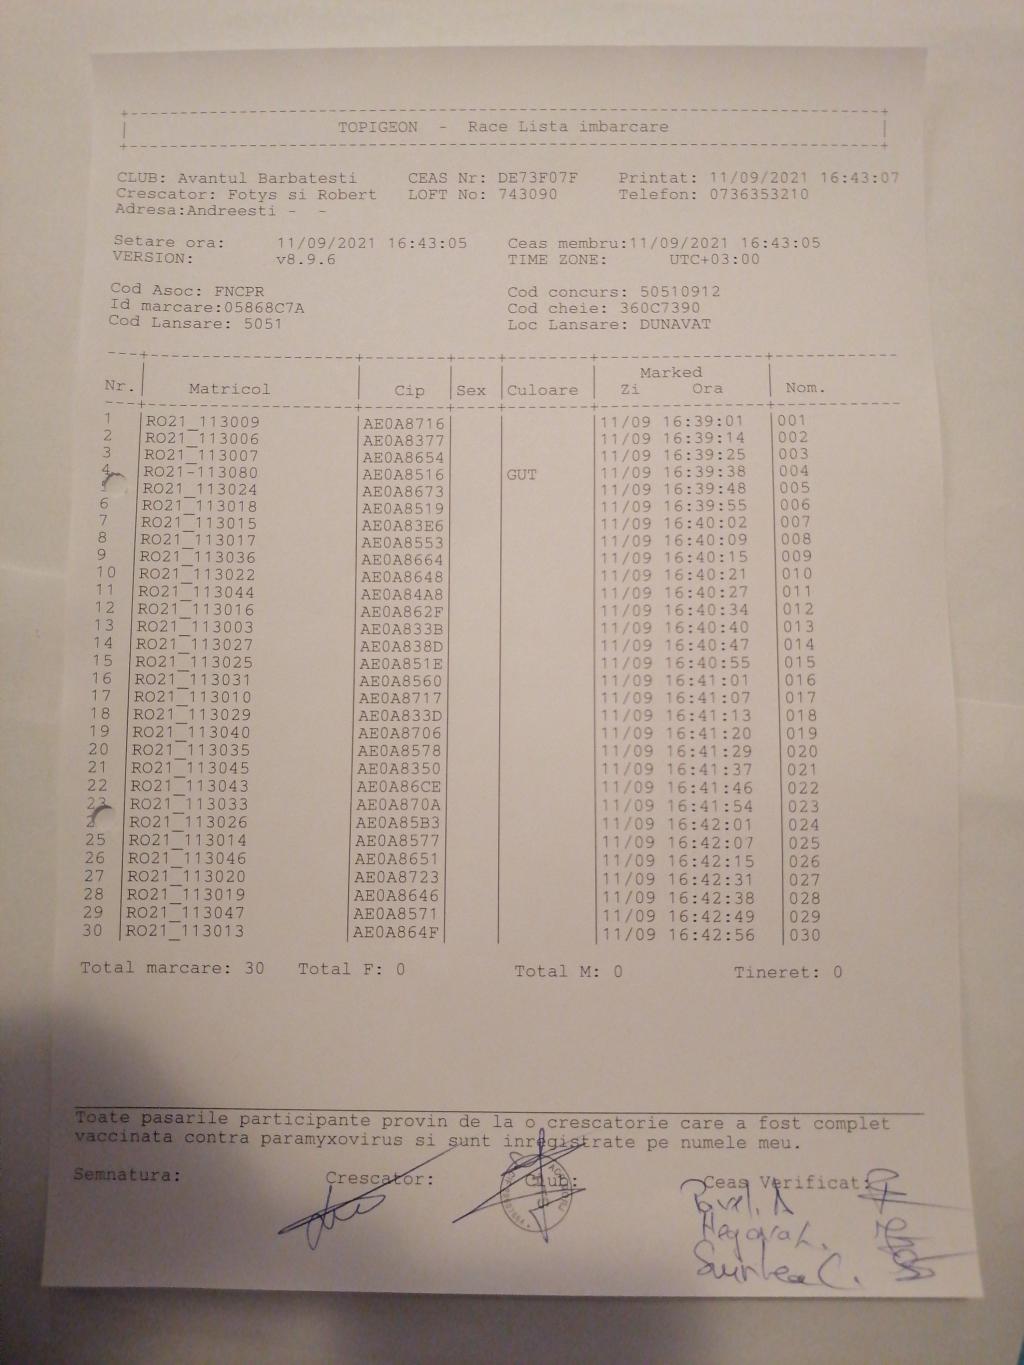 TOPIGEON - Race Lista imbarcare
CLUB: Avantul Barbatesti CEAS Nr: DE73F07F Printat: 11/09/2021 16:43:07
Crescator: Fotys si Robert LOFT No: 743090 Telefon: 0736353210
Adresa:Andreesti - -
Setare ora: 11/09/2021 16:43:05 Ceas membru:11/09/2021 16:43:05
VERSION: v8.9.6 TIME ZONE: UTC+03:00
Cod Asoc: FNCPR Cod concurs: 50510912
Id marcare:05868C7A Cod cheie: 360C7390
Cod Lansare: 5051 Loc Lansare: DUNAVAT
Marked
Nr. Matricol Cip Sex Culoare Zi Ora Nom.
1 RO21_113009 AE0A8716 11/09 16:39:01 001
2 RO21_113006 AE0A8377 11/09 16:39:14 002
3 RO21_113007 AE0A8654 11/09 16:39:25 003
4 RO21-113080 AE0A8516 GUT 11/09 16:39:38 004
5 RO21_113024 AE0A8673 11/09 16:39:48 005
6 RO21_113018 AE0A8519 11/09 16:39:55 006
7 RO21_113015 AE0A83E6 11/09 16:40:02 007
8 RO21_113017 AE0A8553 11/09 16:40:09 008
9 RO21_113036 AE0A8664 11/09 16:40:15 009
10 RO21_113022 AE0A8648 11/09 16:40:21 010
11 RO21_113044 AE0A84A8 11/09 16:40:27 011
12 RO21_113016 AE0A862F 11/09 16:40:34 012
13 RO21_113003 AE0A833B 11/09 16:40:40 013
14 RO21_113027 AE0A838D 11/09 16:40:47 014
15 RO21_113025 AE0A851E 11/09 16:40:55 015
16 RO21_113031 AE0A8560 11/09 16:41:01 016
17 RO21_113010 AE0A8717 11/09 16:41:07 017
18 RO21_113029 AE0A833D 11/09 16:41:13 018
19 RO21_113040 AE0A8706 11/09 16:41:20 019
20 RO21_113035 AE0A8578 11/09 16:41:29 020
21 RO21_113045 AE0A8350 11/09 16:41:37 021
22 RO21_113043 AE0A86CE 11/09 16:41:46 022
23 RO21_113033 AE0A870A 11/09 16:41:54 023
2 RO21_113026 AE0A85B3 11/09 16:42:01 024
25 RO21_113014 AE0A8577 11/09 16:42:07 025
26 RO21_113046 AE0A8651 11/09 16:42:15 026
27 RO21_113020 AE0A8723 11/09 16:42:31 027
28 RO21_113019 AE0A8646 11/09 16:42:38 028
29 RO21_113047 AE0A8571 11/09 16:42:49 029
30 RO21_113013 AE0A864F 11/09 16:42:56 030
Total marcare: 30 Total F: 0 Total M: 0 Tineret: 0
Toate pasarile participante provin de la o crescatorie care a fost complet
vaccinata contra paramyxovirus si sunt inregistrate pe numele meu.
Semnatura: Crescator: Club: Ceas Verificat: